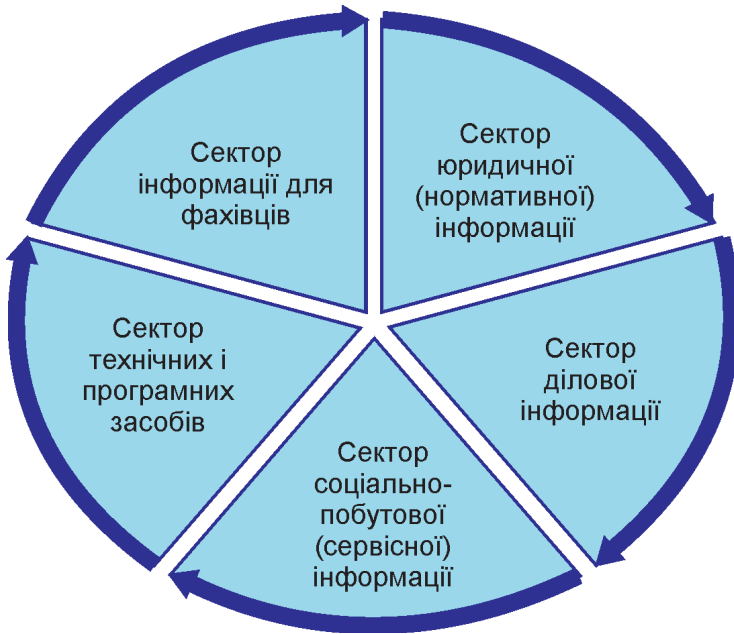 Сектор
інформації для
фахівців
Сектор
юридичної
(нормативної)
інформації
Сектор
ділової
інформації
Сектор
соціально-
побутової
(сервісної)
інформації
Сектор
технічних і
програмних
засобів